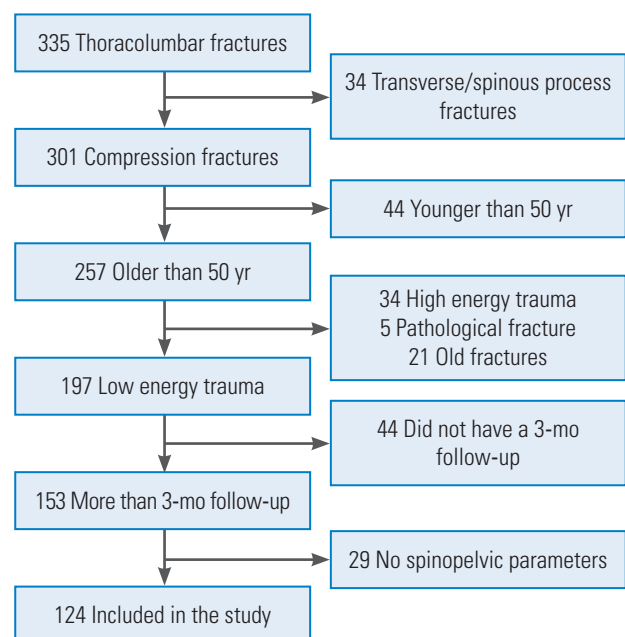 335 Thoracolumbar fractures
34 Transverse/spinous process
fractures
301 Compression fractures
44 Younger than 50 yr
257 Older than 50 yr
34 High energy trauma
5 Pathological fracture
21 Old fractures
197 Low energy trauma
44 Did not have a 3-mo
follow-up
153 More than 3-mo follow-up
29 No spinopelvic parameters
124 Included in the study